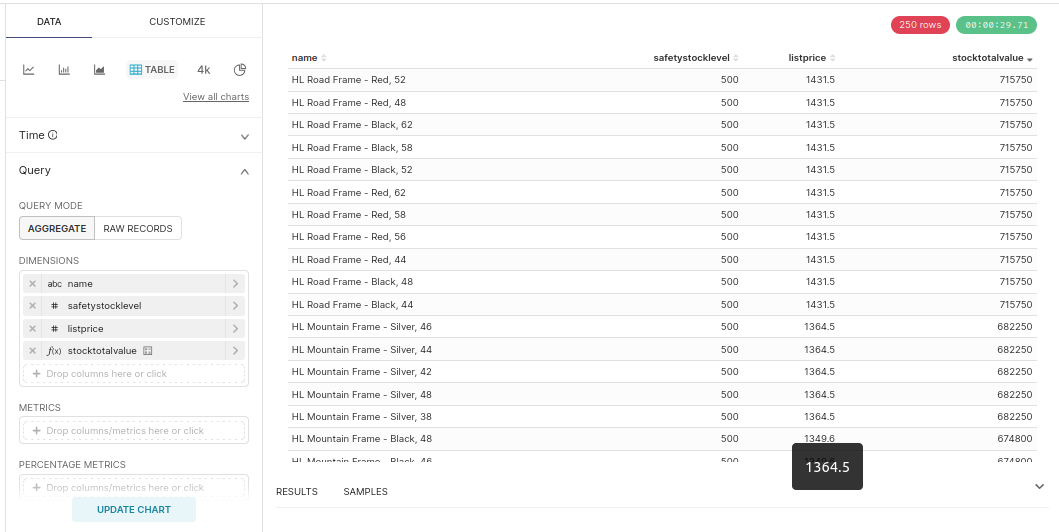 DATA CUSTOMIZE
TABLE 4k
View all charts
Time
Query
QUERY MODE
AGGREGATE RAW RECORDS
DIMENSIONS
abc name
# safetystocklevel
# listprice
f(x) stocktotalvalue
+ Drop columns here or click
METRICS
+ Drop columns/metrics here or click
PERCENTAGE METRICS
+ Drop columns/metrics here or click
UPDATE CHART
250 rows 00:00:29.71
name safetystocklevel listprice stocktotalvalue
HL Road Frame - Red, 52 500 1431.5 715750
HL Road Frame - Red, 48 500 1431.5 715750
HL Road Frame - Black, 62 500 1431.5 715750
HL Road Frame - Black, 58 500 1431.5 715750
HL Road Frame - Black, 52 500 1431.5 715750
HL Road Frame - Red, 62 500 1431.5 715750
HL Road Frame - Red, 58 500 1431.5 715750
HL Road Frame - Red, 56 500 1431.5 715750
HL Road Frame - Red, 44 500 1431.5 715750
HL Road Frame - Black, 48 500 1431.5 715750
HL Road Frame - Black, 44 500 1431.5 715750
HL Mountain Frame - Silver, 46 500 1364.5 682250
HL Mountain Frame - Silver, 44 500 1364.5 682250
HL Mountain Frame - Silver, 42 500 1364.5 682250
HL Mountain Frame - Silver, 48 500 1364.5 682250
HL Mountain Frame - Silver, 38 500 1364.5 682250
HL Mountain Frame - Black, 48 500 1349.6 674800
HL Mountain Frame - Black, 46 500 674800
1364.5
RESULTS SAMPLES